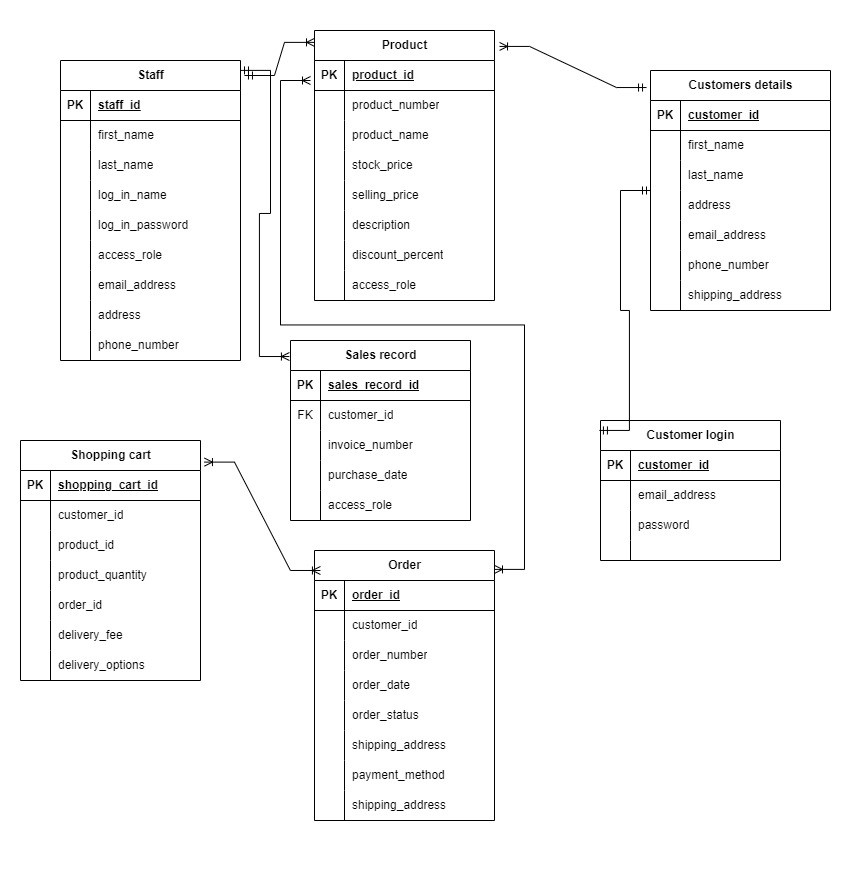 Staff
PK staff_id
first_name
last_name
log_in_name
log_in_password
access_role
email_address
address
phone_number
Product
PK product_id
product_number
product_name
stock_price
selling_price
description
discount_percent
access_role
Customers details
PK customer_id
first_name
last_name
address
email_address
phone_number
shipping_address
Sales record
PK sales_record_id
FK customer_id
invoice_number
purchase_date
access_role
Customer login
PK customer_id
email_address
password
Shopping cart
PK shopping_cart_id
customer_id
product_id
product_quantity
order_id
delivery_fee
delivery_options
Order
PK order_id
customer_id
order_number
order_date
order_status
shipping_address
payment_method
shipping_address